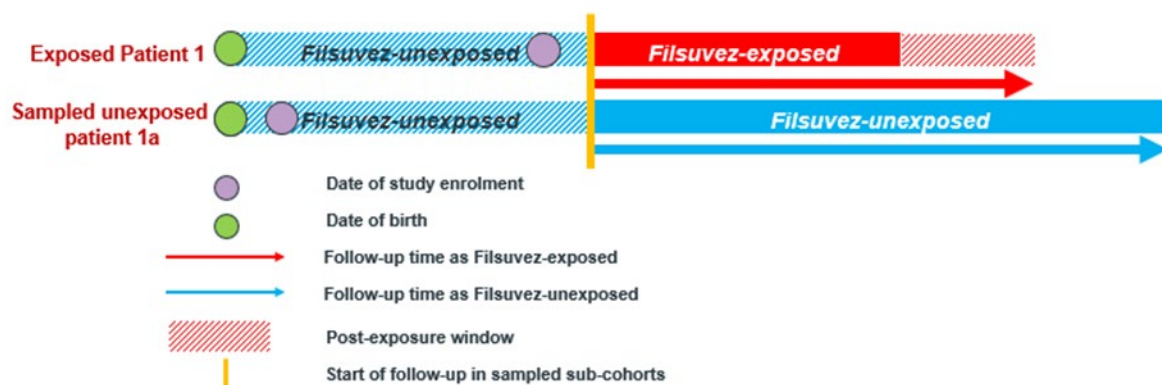 Exposed Patient 1
Filsuvez-unexposed
Filsuvez-exposed
Sampled unexposed
patient 1a
Filsuvez-unexposed
Filsuvez-unexposed
Date of study enrolment
Date of birth
Follow-up time as Filsuvez-exposed
Follow-up time as Filsuvez-unexposed
Post-exposure window
Start of follow-up in sampled sub-cohorts